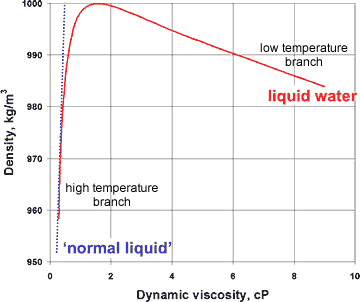 1000
990
980
970
960
950
Density, kg/m³
low temperature
branch
liquid water
high temperature
branch
‘normal liquid’
0
2
4
6
8
10
Dynamic viscosity, cP